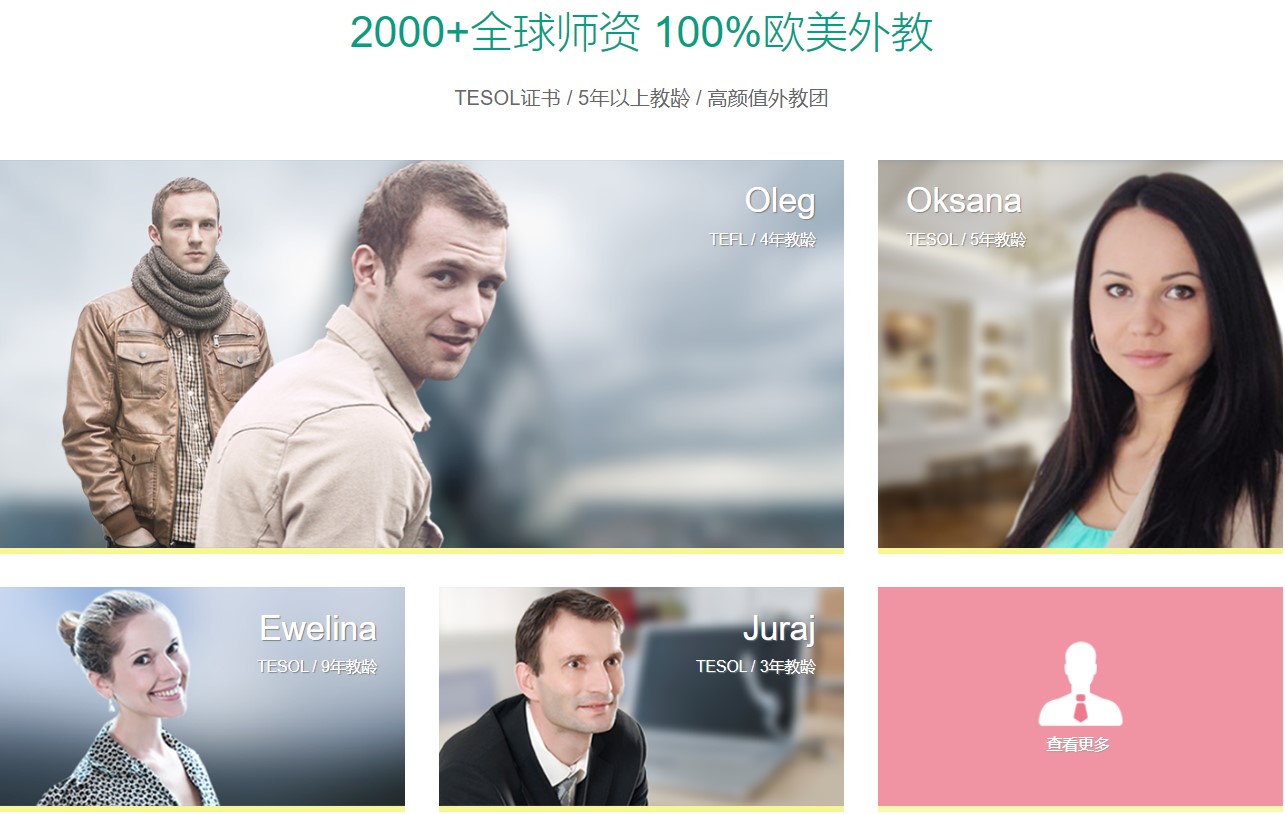 2000+全球师资 100%欧美外教
TESOL证书 / 5年以上教龄 / 高颜值外教团
Oleg
TEFL / 4年教龄
Oksana
TESOL / 5年教龄
Ewelina
TESOL / 9年教龄
Juraj
TESOL / 3年教龄
查看更多